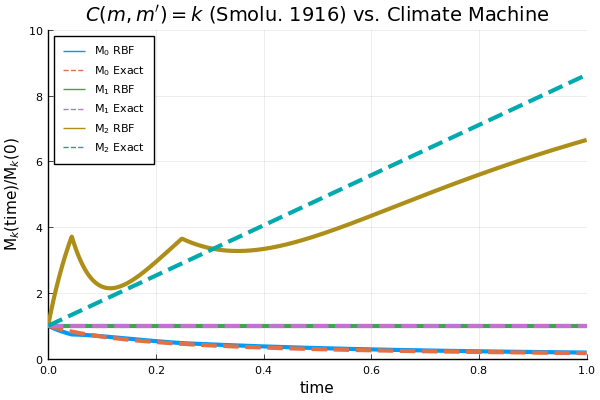 C(m, m′) = k (Smolu. 1916) vs. Climate Machine
M₀ RBF
M₀ Exact
M₁ RBF
M₁ Exact
M₂ RBF
M₂ Exact
Mₖ(time)/Mₖ(0)
10
8
6
4
2
0
0.0 0.2 0.4 0.6 0.8 1.0
time